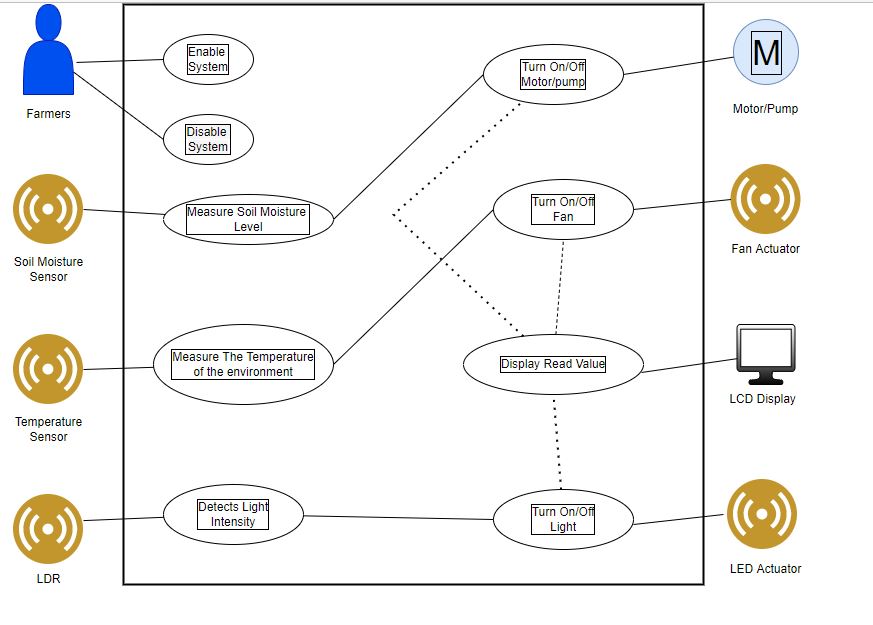 Enable
System
Turn On/Off
Motor/pump
M
Farmers
Motor/Pump
Disable
System
Measure Soil Moisture
Level
Turn On/Off
Fan
Soil Moisture
Sensor
Fan Actuator
Measure The Temperature
of the environment
Display Read Value
LCD Display
Temperature
Sensor
Detects Light
Intensity
Turn On/Off
Light
LDR
LED Actuator